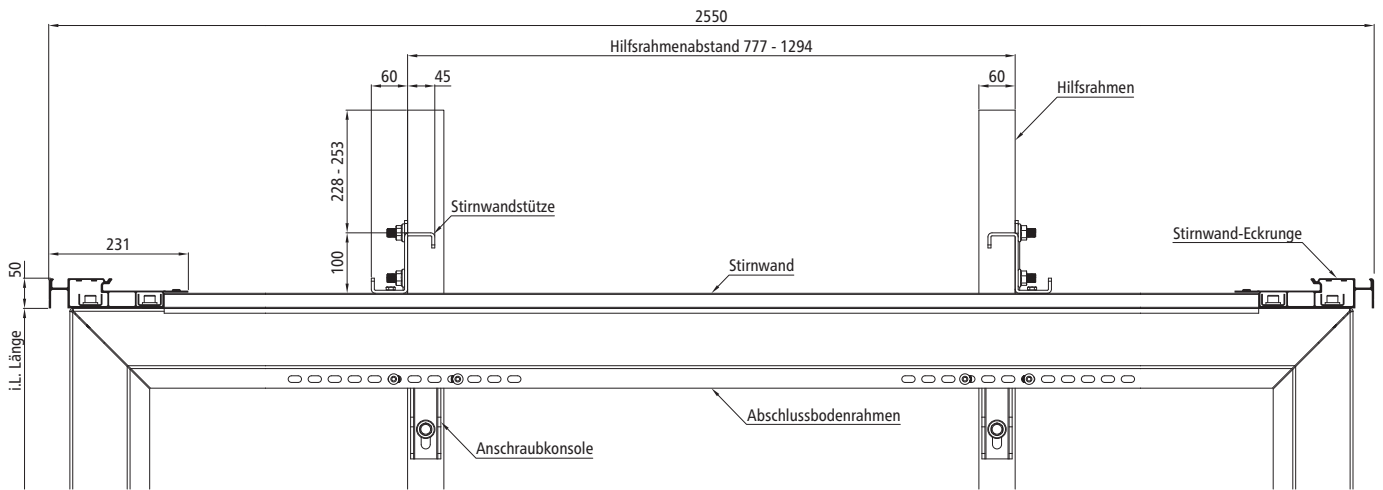 2550
Hilfsrahmenabstand 777 - 1294
60
45
60
Hilfsrahmen
228 - 253
Stirnwandstütze
231
Stirnwand-Eckrunge
50
100
Stirnwand
i.L. Länge
Abschlussbodenrahmen
Anschraubkonsole